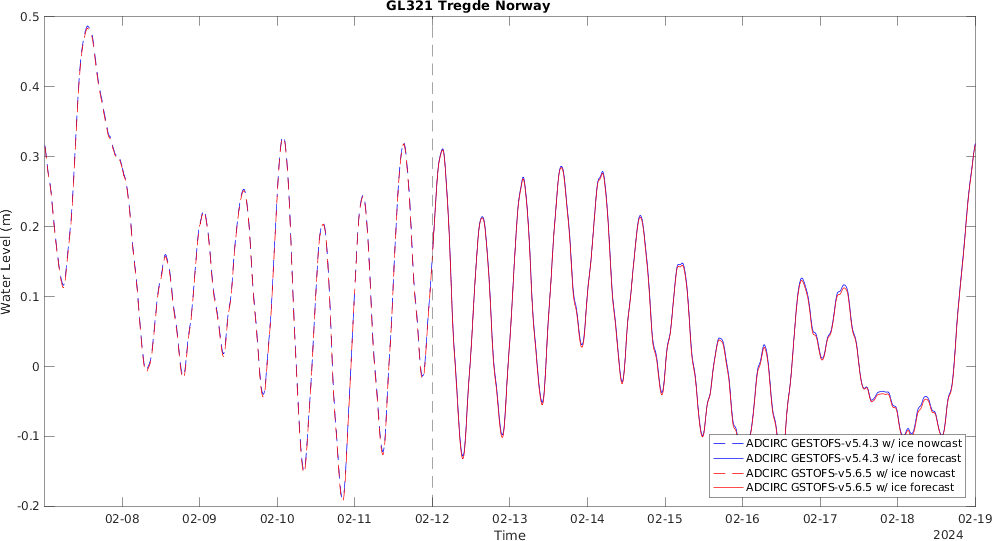 GL321 Tregde Norway
0.5
0.4
0.3
0.2
0.1
0
-0.1
-0.2
Water Level (m)
ADCIRC GESTOFS-v5.4.3 w/ ice nowcast
ADCIRC GESTOFS-v5.4.3 w/ ice forecast
ADCIRC GSTOFS-v5.6.5 w/ ice nowcast
ADCIRC GSTOFS-v5.6.5 w/ ice forecast
02-08 02-09 02-10 02-11 02-12 02-13 02-14 02-15 02-16 02-17 02-18 02-19
Time
2024